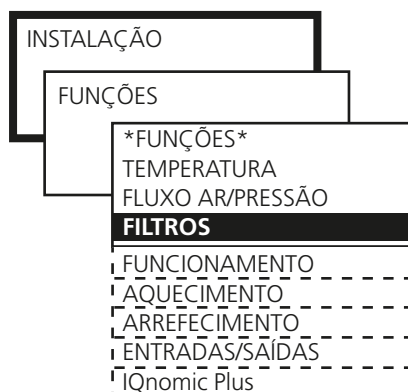 INSTALAÇÃO
FUNÇÕES
*FUNÇÕES*
TEMPERATURA
FLUXO AR/PRESSÃO
FILTROS
FUNCIONAMENTO
AQUECIMENTO
ARREFECIMENTO
ENTRADAS/SAÍDAS
IQnomic Plus